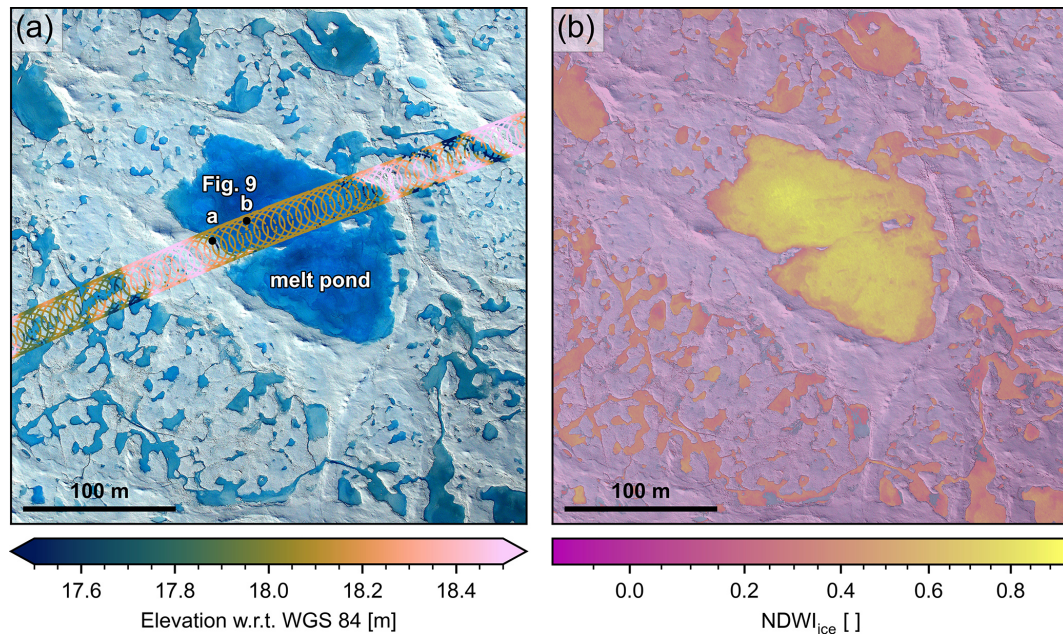 (a)
Fig. 9
b
a
melt pond
100 m
17.6 17.8 18.0 18.2 18.4
Elevation w.r.t. WGS 84 [m]
(b)
100 m
0.0 0.2 0.4 0.6 0.8
NDWI_ice [ ]